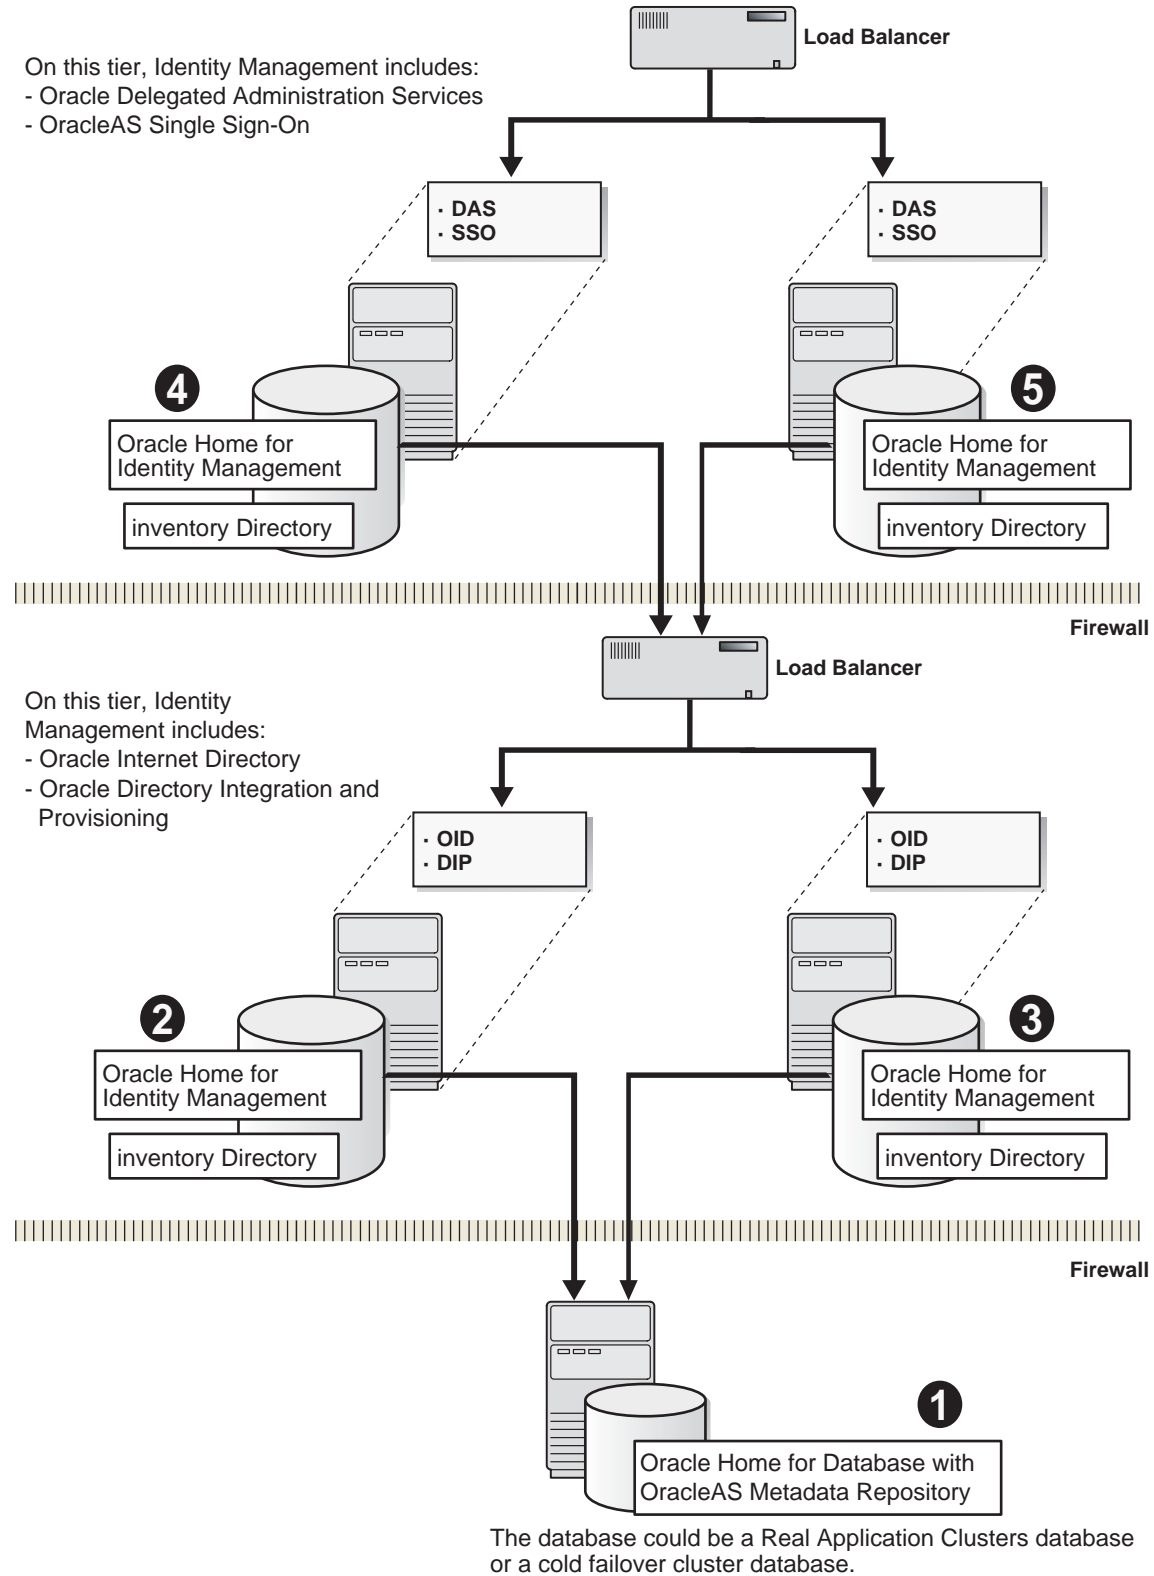 Load Balancer
On this tier, Identity Management includes:
- Oracle Delegated Administration Services
- OracleAS Single Sign-On
· DAS
· SSO
· DAS
· SSO
4
Oracle Home for
Identity Management
inventory Directory
5
Oracle Home for
Identity Management
inventory Directory
Firewall
Load Balancer
On this tier, Identity
Management includes:
- Oracle Internet Directory
- Oracle Directory Integration and
Provisioning
· OID
· DIP
· OID
· DIP
2
Oracle Home for
Identity Management
inventory Directory
3
Oracle Home for
Identity Management
inventory Directory
Firewall
1
Oracle Home for Database with
OracleAS Metadata Repository
The database could be a Real Application Clusters database
or a cold failover cluster database.